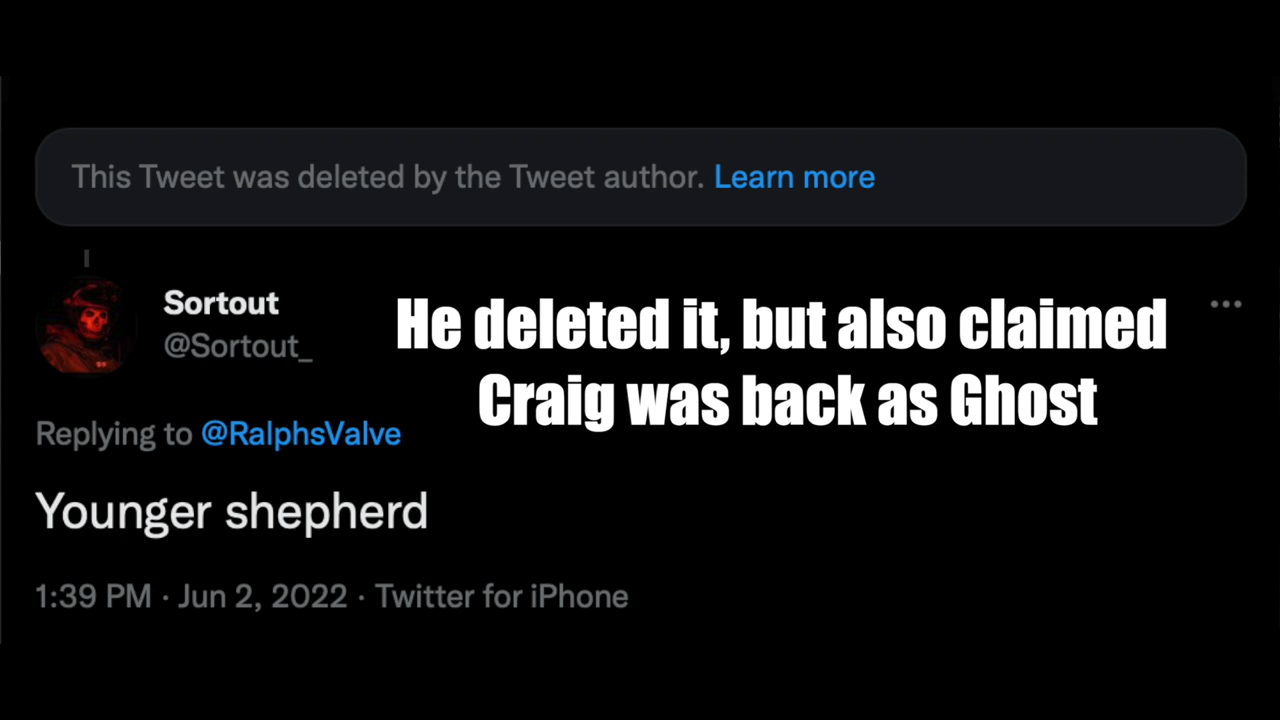 This Tweet was deleted by the Tweet author. Learn more
Sortout
@Sortout_
He deleted it, but also claimed
Craig was back as Ghost
Replying to @RalphsValve
Younger shepherd
1:39 PM · Jun 2, 2022 · Twitter for iPhone